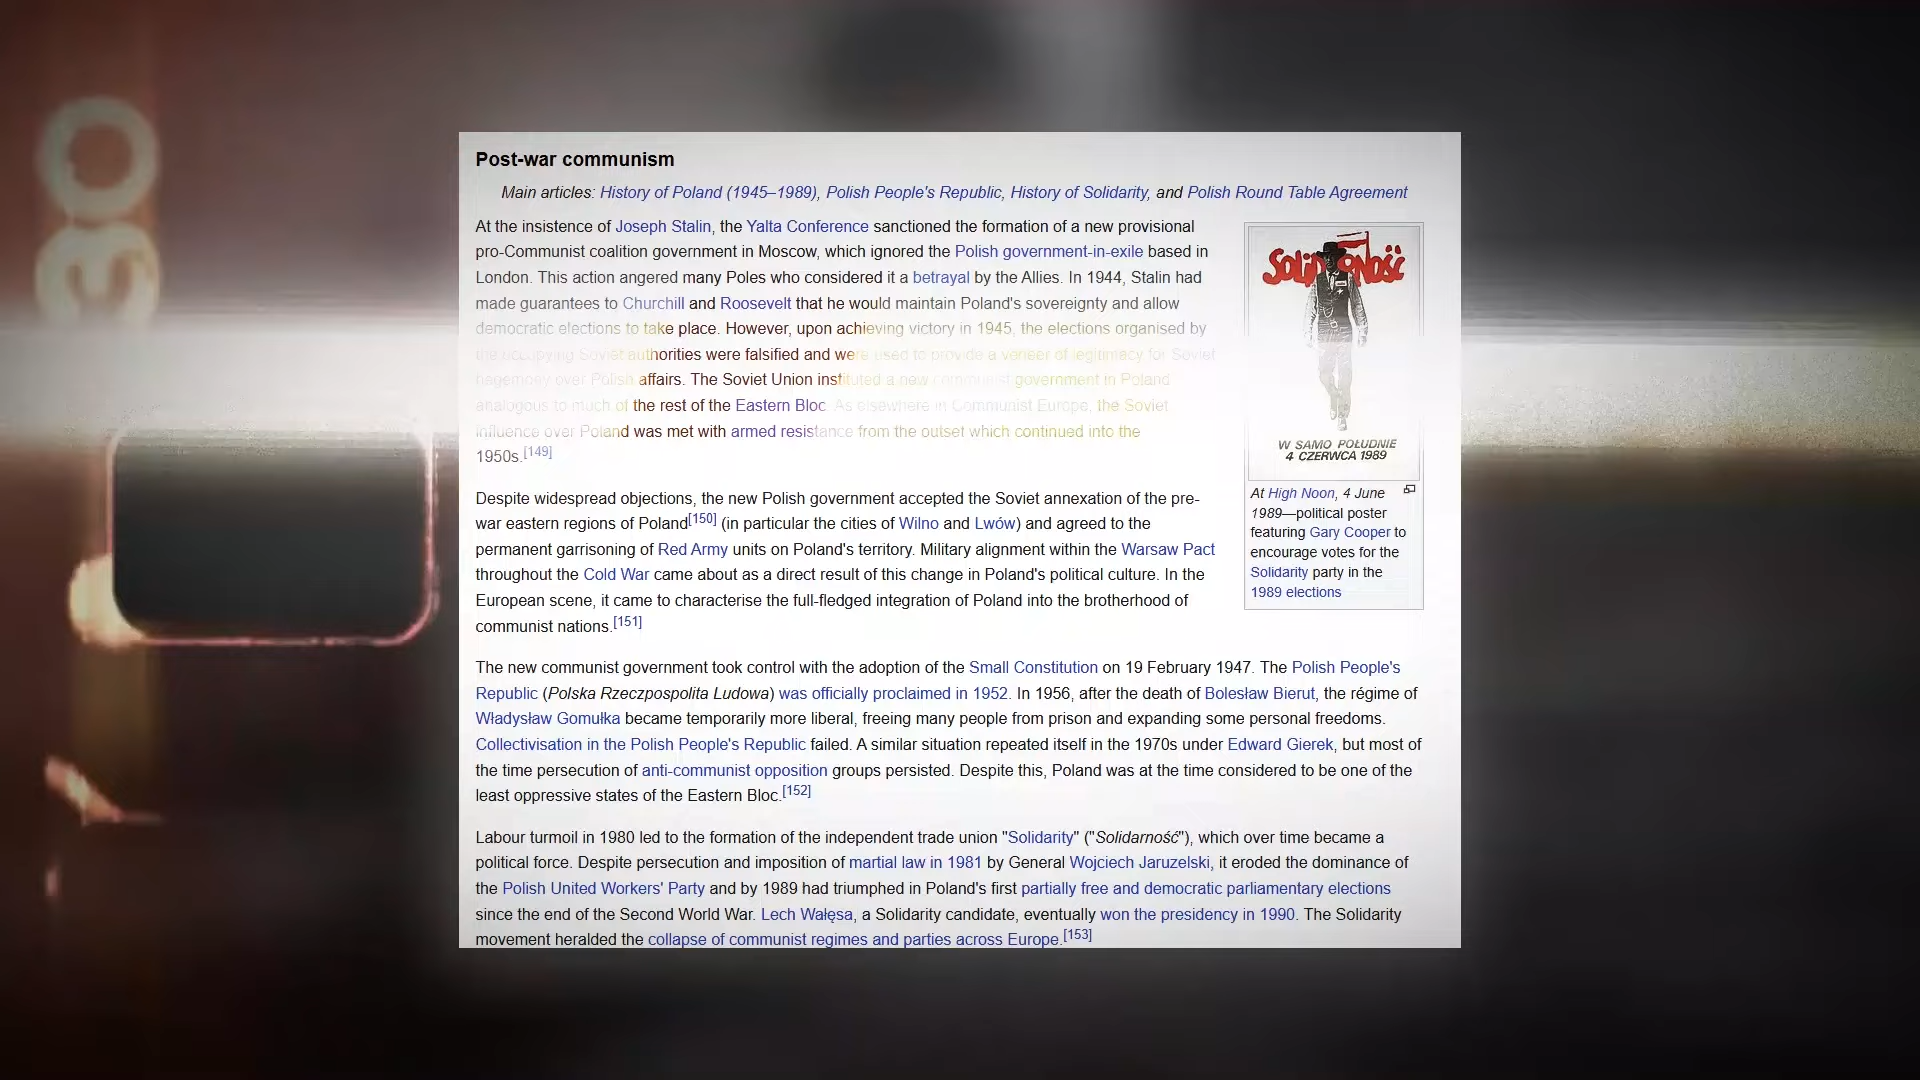 30
Post-war communism
Main articles: History of Poland (1945–1989), Polish People's Republic, History of Solidarity, and Polish Round Table Agreement
At the insistence of Joseph Stalin, the Yalta Conference sanctioned the formation of a new provisional
pro-Communist coalition government in Moscow, which ignored the Polish government-in-exile based in
London. This action angered many Poles who considered it a betrayal by the Allies. In 1944, Stalin had
made guarantees to Churchill and Roosevelt that he would maintain Poland's sovereignty and allow
democratic elections to take place. However, upon achieving victory in 1945, the elections organised by
the occupying Soviet authorities were falsified and were used to provide a veneer of legitimacy for Soviet
hegemony over Polish affairs. The Soviet Union instituted a new communist government in Poland
analogous to much of the rest of the Eastern Bloc. As elsewhere in Communist Europe, the Soviet
influence over Poland was met with armed resistance from the outset which continued into the
1950s.[149]
SOLIDARNOŚĆ
W SAMO POŁUDNIE
4 CZERWCA 1989
At High Noon, 4 June
1989—political poster
featuring Gary Cooper to
encourage votes for the
Solidarity party in the
1989 elections
Despite widespread objections, the new Polish government accepted the Soviet annexation of the pre-
war eastern regions of Poland[150] (in particular the cities of Wilno and Lwów) and agreed to the
permanent garrisoning of Red Army units on Poland's territory. Military alignment within the Warsaw Pact
throughout the Cold War came about as a direct result of this change in Poland's political culture. In the
European scene, it came to characterise the full-fledged integration of Poland into the brotherhood of
communist nations.[151]
The new communist government took control with the adoption of the Small Constitution on 19 February 1947. The Polish People's
Republic (Polska Rzeczpospolita Ludowa) was officially proclaimed in 1952. In 1956, after the death of Bolesław Bierut, the régime of
Władysław Gomułka became temporarily more liberal, freeing many people from prison and expanding some personal freedoms.
Collectivisation in the Polish People's Republic failed. A similar situation repeated itself in the 1970s under Edward Gierek, but most of
the time persecution of anti-communist opposition groups persisted. Despite this, Poland was at the time considered to be one of the
least oppressive states of the Eastern Bloc.[152]
Labour turmoil in 1980 led to the formation of the independent trade union "Solidarity" ("Solidarność"), which over time became a
political force. Despite persecution and imposition of martial law in 1981 by General Wojciech Jaruzelski, it eroded the dominance of
the Polish United Workers' Party and by 1989 had triumphed in Poland's first partially free and democratic parliamentary elections
since the end of the Second World War. Lech Wałęsa, a Solidarity candidate, eventually won the presidency in 1990. The Solidarity
movement heralded the collapse of communist regimes and parties across Europe.[153]